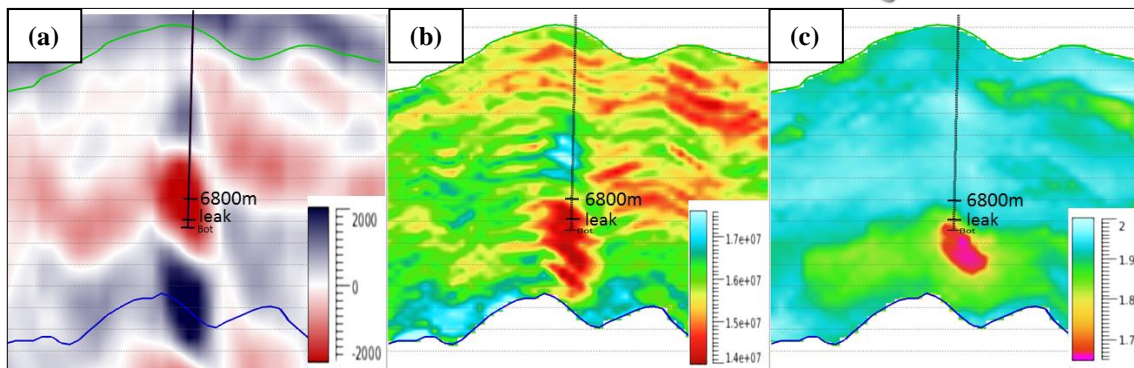 (a)
6800m
leak
Bot
2000
0
-2000
(b)
6800m
leak
Bot
1.7e+07
1.6e+07
1.5e+07
1.4e+07
(c)
6800m
leak
Bot
2
1.9
1.8
1.7